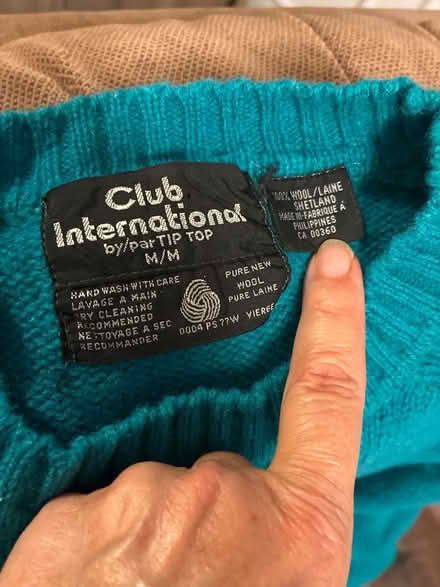 Club
International
by/par TIP TOP
M/M
HAND WASH WITH CARE
LAVAGE A MAIN
DRY CLEANING
RECOMMENDED
NETTOYAGE A SEC
RECOMMANDER
PURE NEW
WOOL
PURE LAINE
VIERGE
0004 PS ??W
100% WOOL/LAINE
SHETLAND
MADE IN-FABRIQUE À
PHILIPPINES
CA 00360